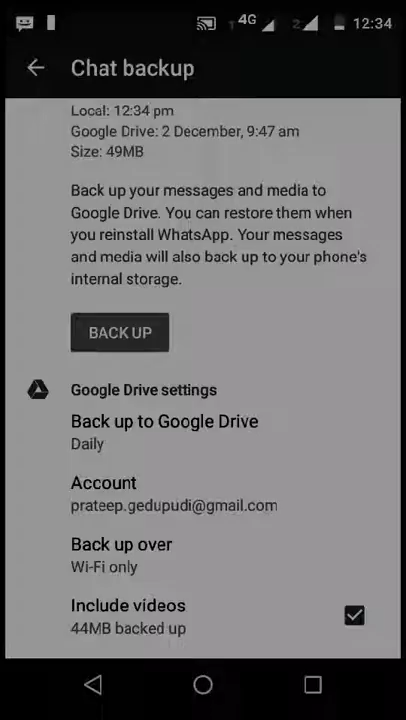 4G 2 12:34
Chat backup
Local: 12:34 pm
Google Drive: 2 December, 9:47 am
Size: 49MB
Back up your messages and media to
Google Drive. You can restore them when
you reinstall WhatsApp. Your messages
and media will also back up to your phone's
internal storage.
BACK UP
Google Drive settings
Back up to Google Drive
Daily
Account
prateep.gedupudi@gmail.com
Back up over
Wi-Fi only
Include videos
44MB backed up